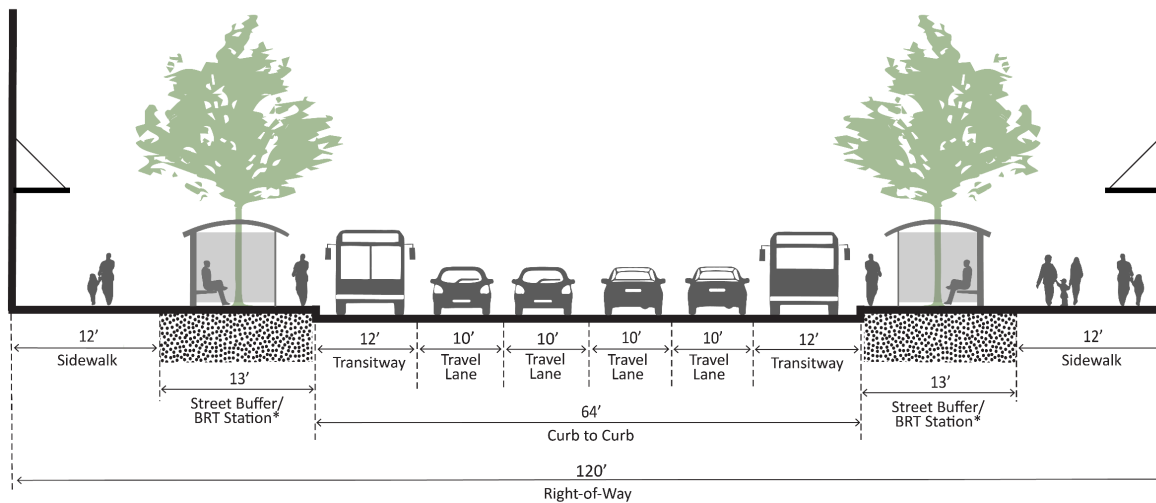 12’
Sidewalk
12’
Transitway
10’
Travel
Lane
10’
Travel
Lane
10’
Travel
Lane
10’
Travel
Lane
12’
Transitway
12’
Sidewalk
13’
Street Buffer/
BRT Station*
13’
Street Buffer/
BRT Station*
64’
Curb to Curb
120’
Right-of-Way